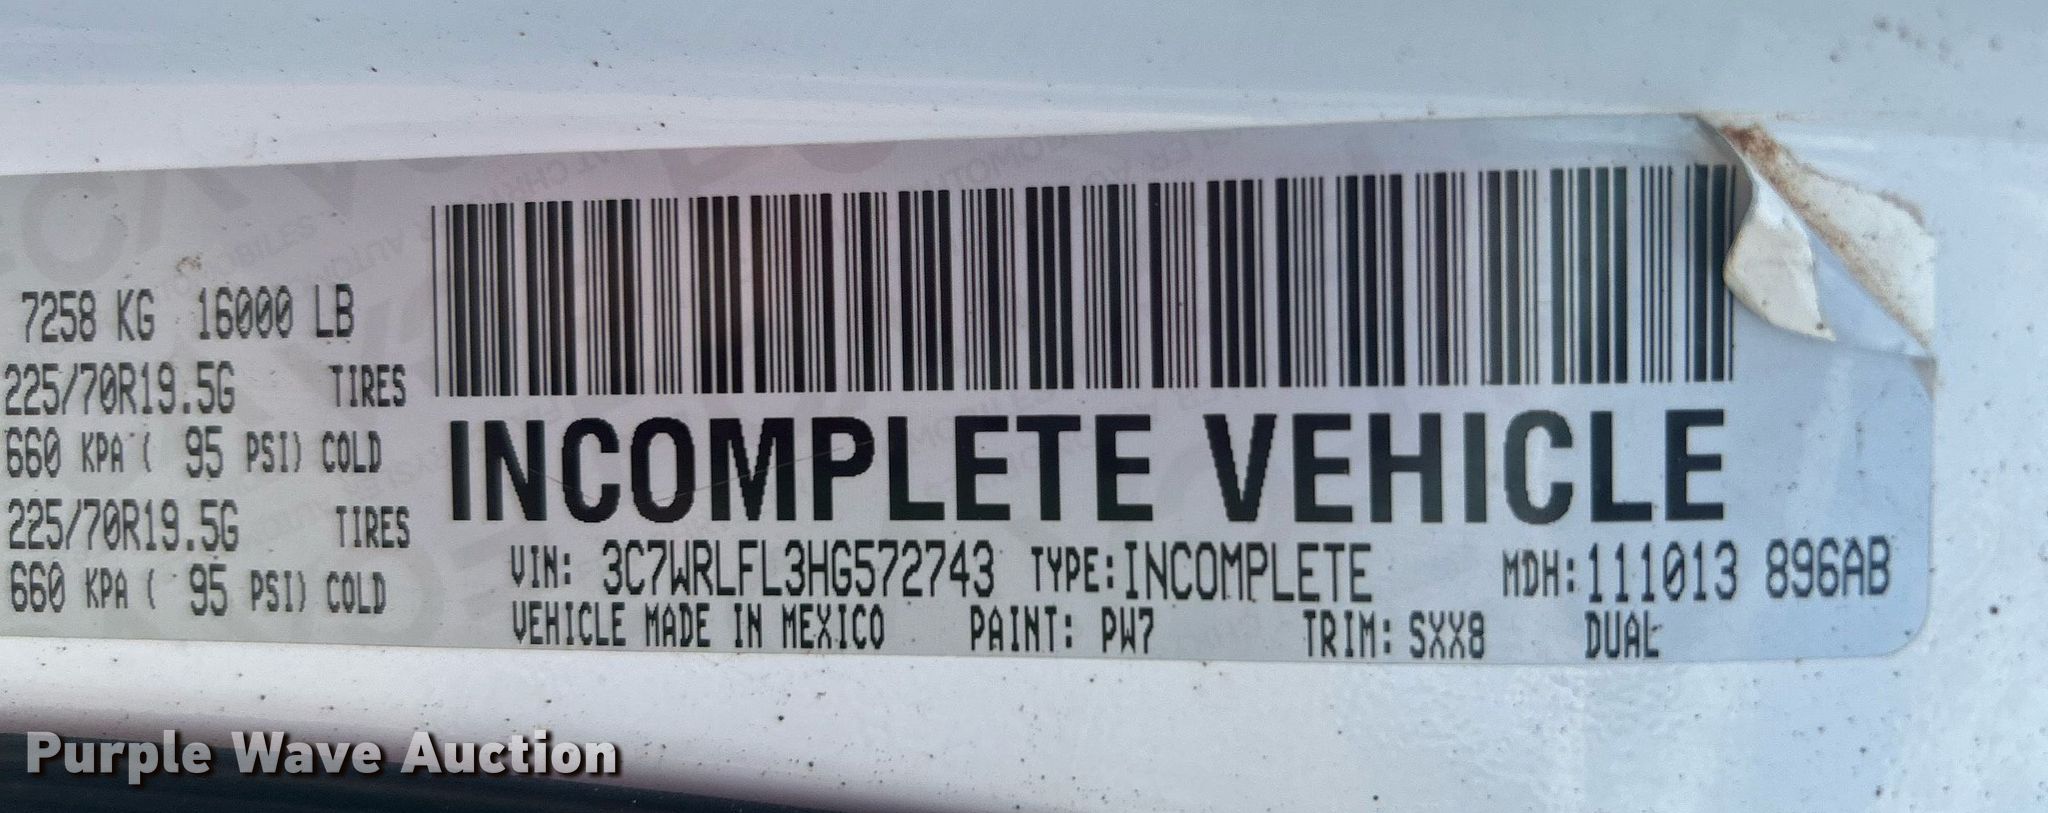 7258 KG 16000 LB
225/70R19.5G TIRES
660 KPA ( 95 PSI) COLD
225/70R19.5G TIRES
660 KPA ( 95 PSI) COLD
INCOMPLETE VEHICLE
VIN: 3C7WRLFL3HG572743 TYPE:INCOMPLETE MDH:111013 896AB
VEHICLE MADE IN MEXICO PAINT: PW7 TRIM: SXX8 DUAL
Purple Wave Auction